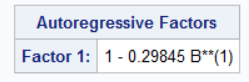 Autoregressive Factors
Factor 1: 1 - 0.29845 B**(1)